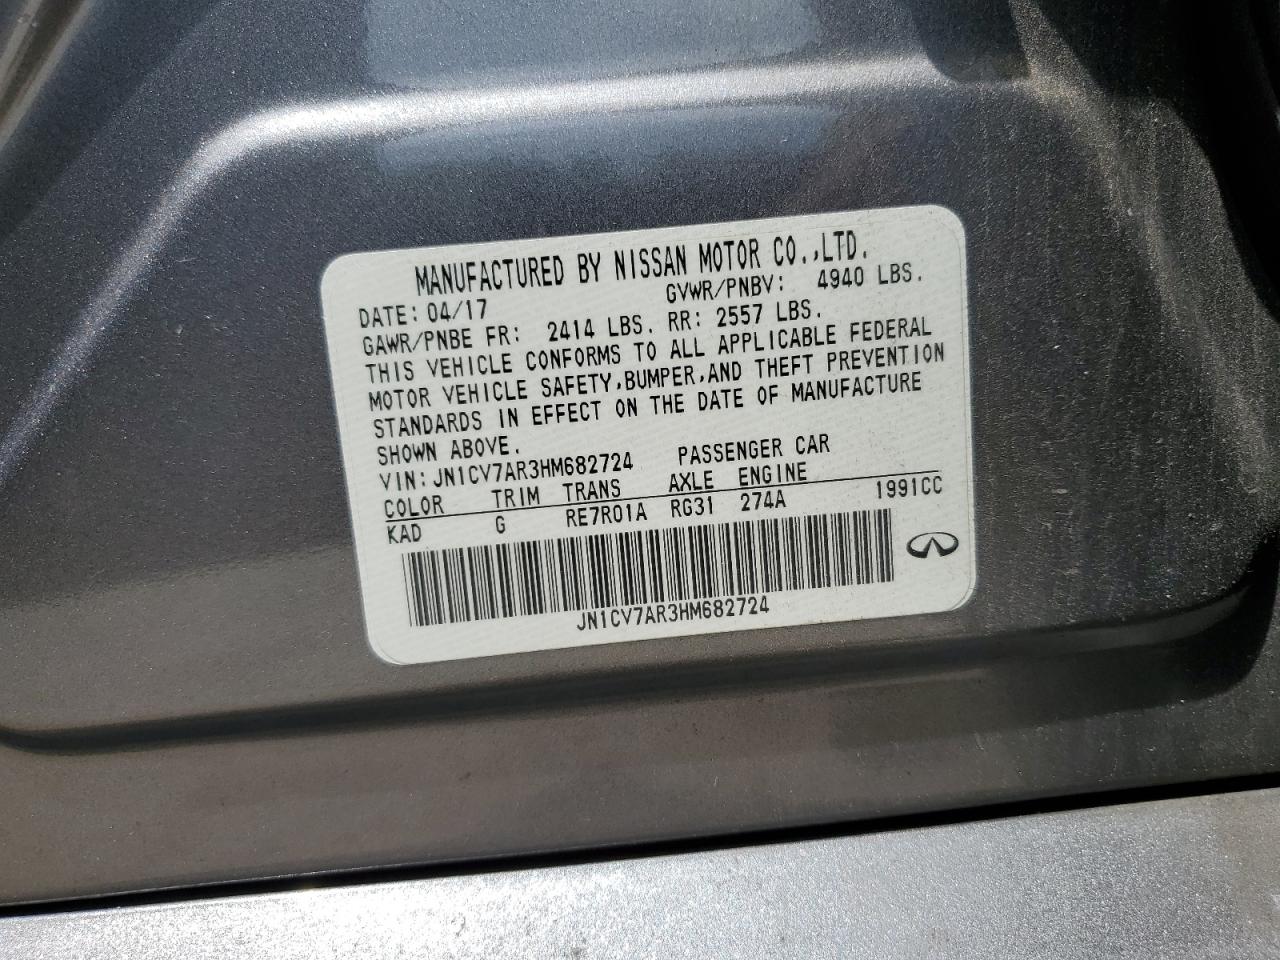 MANUFACTURED BY NISSAN MOTOR CO.,LTD.
DATE: 04/17 GVWR/PNBV: 4940 LBS.
GAWR/PNBE FR: 2414 LBS. RR: 2557 LBS.
THIS VEHICLE CONFORMS TO ALL APPLICABLE FEDERAL
MOTOR VEHICLE SAFETY,BUMPER,AND THEFT PREVENTION
STANDARDS IN EFFECT ON THE DATE OF MANUFACTURE
SHOWN ABOVE.
VIN: JN1CV7AR3HM682724 PASSENGER CAR
COLOR TRIM TRANS AXLE ENGINE
KAD G RE7R01A RG31 274A 1991CC
JN1CV7AR3HM682724